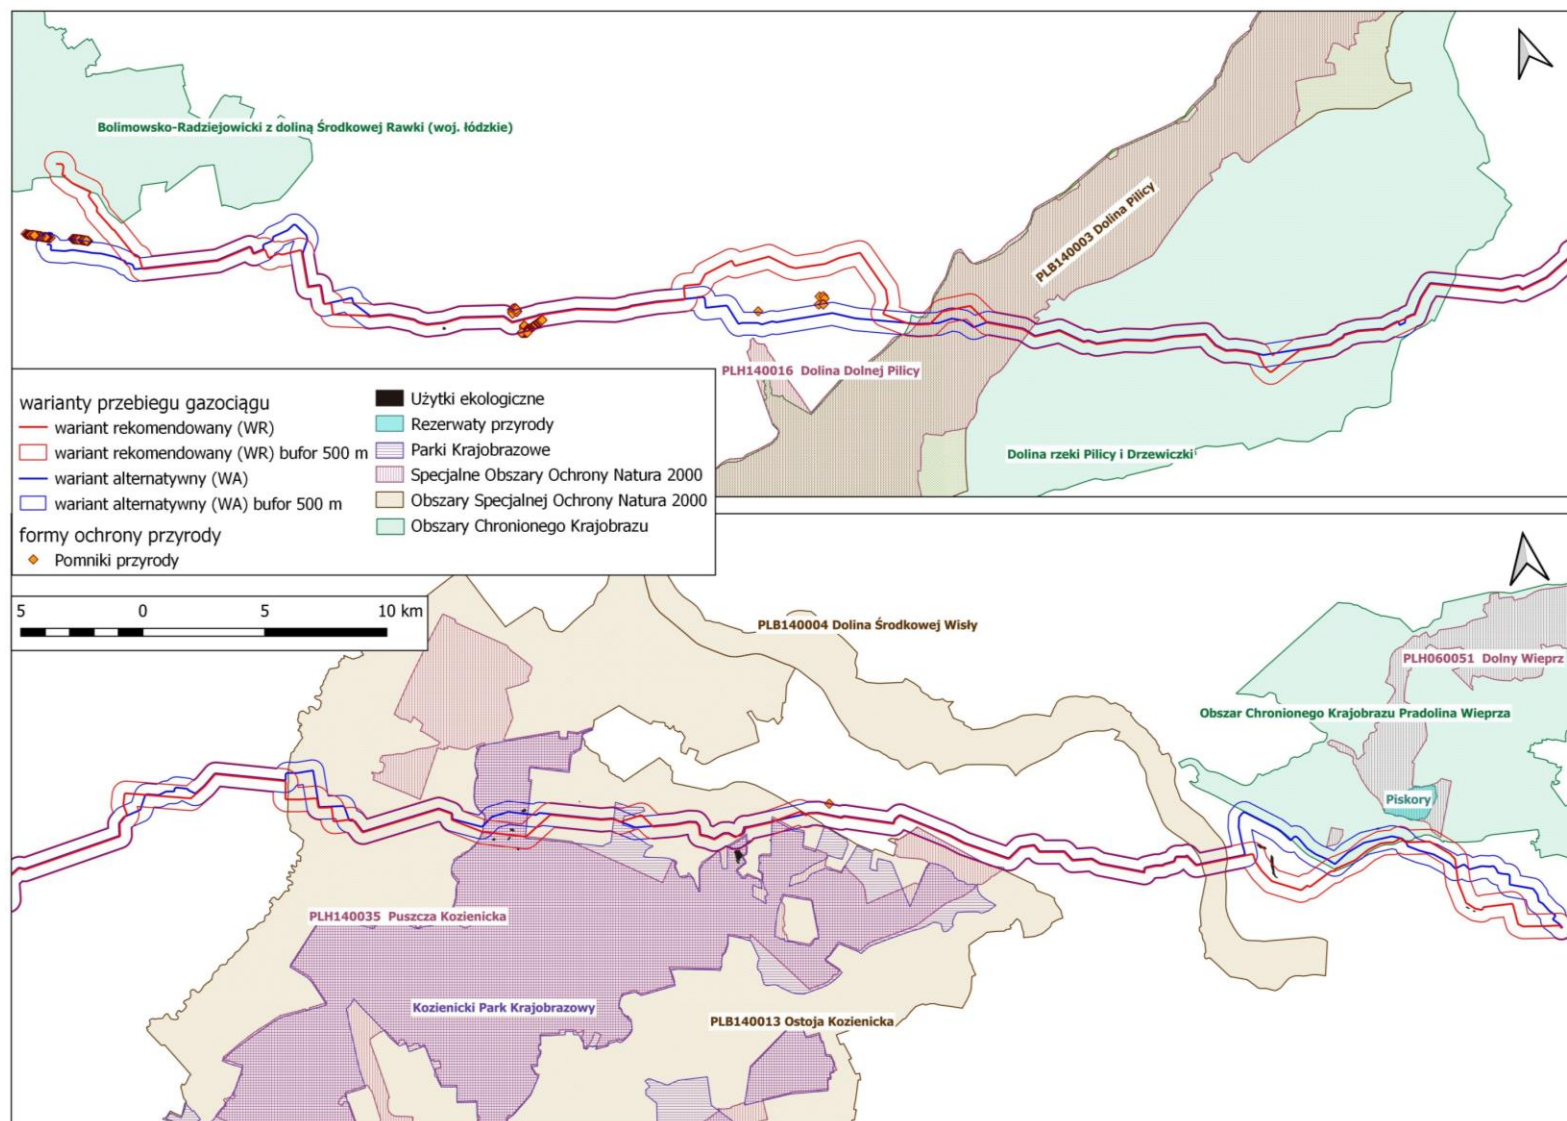 Bolimowsko-Radziejowicki z doliną Środkowej Rawki (woj. łódzkie)
PLB140003 Dolina Pilicy
PLH140016 Dolina Dolnej Pilicy
Dolina rzeki Pilicy i Drzewiczki
warianty przebiegu gazociągu
wariant rekomendowany (WR)
wariant rekomendowany (WR) bufor 500 m
wariant alternatywny (WA)
wariant alternatywny (WA) bufor 500 m
formy ochrony przyrody
Pomniki przyrody
Użytki ekologiczne
Rezerwaty przyrody
Parki Krajobrazowe
Specjalne Obszary Ochrony Natura 2000
Obszary Specjalnej Ochrony Natura 2000
Obszary Chronionego Krajobrazu
5 0 5 10 km
PLB140004 Dolina Środkowej Wisły
PLH060051 Dolny Wieprz
Obszar Chronionego Krajobrazu Pradolina Wieprza
Piskory
PLH140035 Puszcza Kozienicka
Kozienicki Park Krajobrazowy
PLB140013 Ostoja Kozienicka